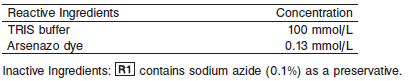 Reactive Ingredients Concentration
TRIS buffer 100 mmol/L
Arsenazo dye 0.13 mmol/L
Inactive Ingredients: R1 contains sodium azide (0.1%) as a preservative.